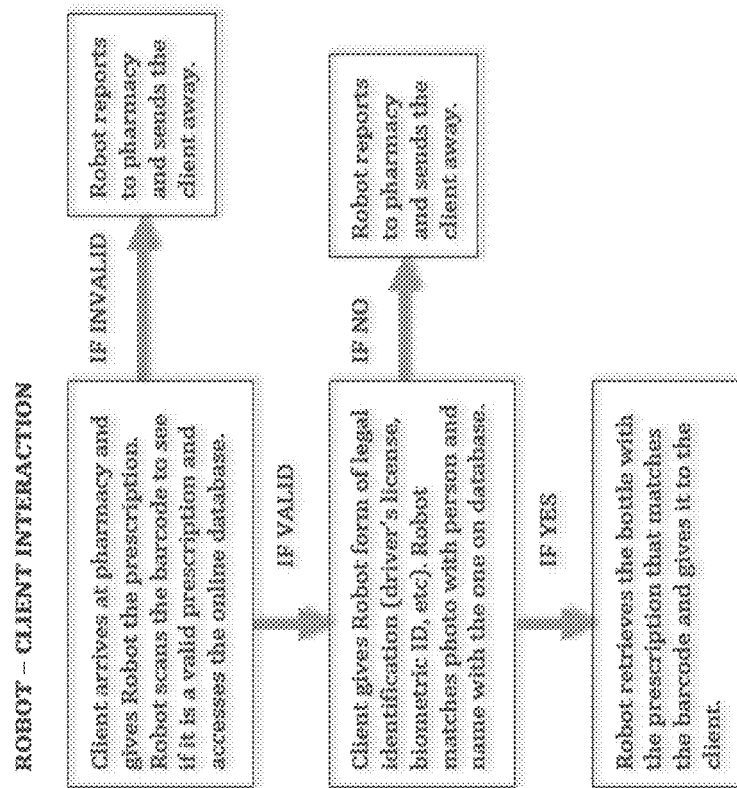 ROBOT – CLIENT INTERACTION
Client arrives at pharmacy and
gives Robot the prescription.
Robot scans the barcode to see
if it is a valid prescription and
accesses the online database.
IF INVALID
Robot reports
to pharmacy
and sends the
client away.
IF VALID
Client gives Robot form of legal
identification (driver's license,
biometric ID, etc). Robot
matches photo with person and
name with the one on database.
IF NO
Robot reports
to pharmacy
and sends the
client away.
IF YES
Robot retrieves the bottle with
the prescription that matches
the barcode and gives it to the
client.